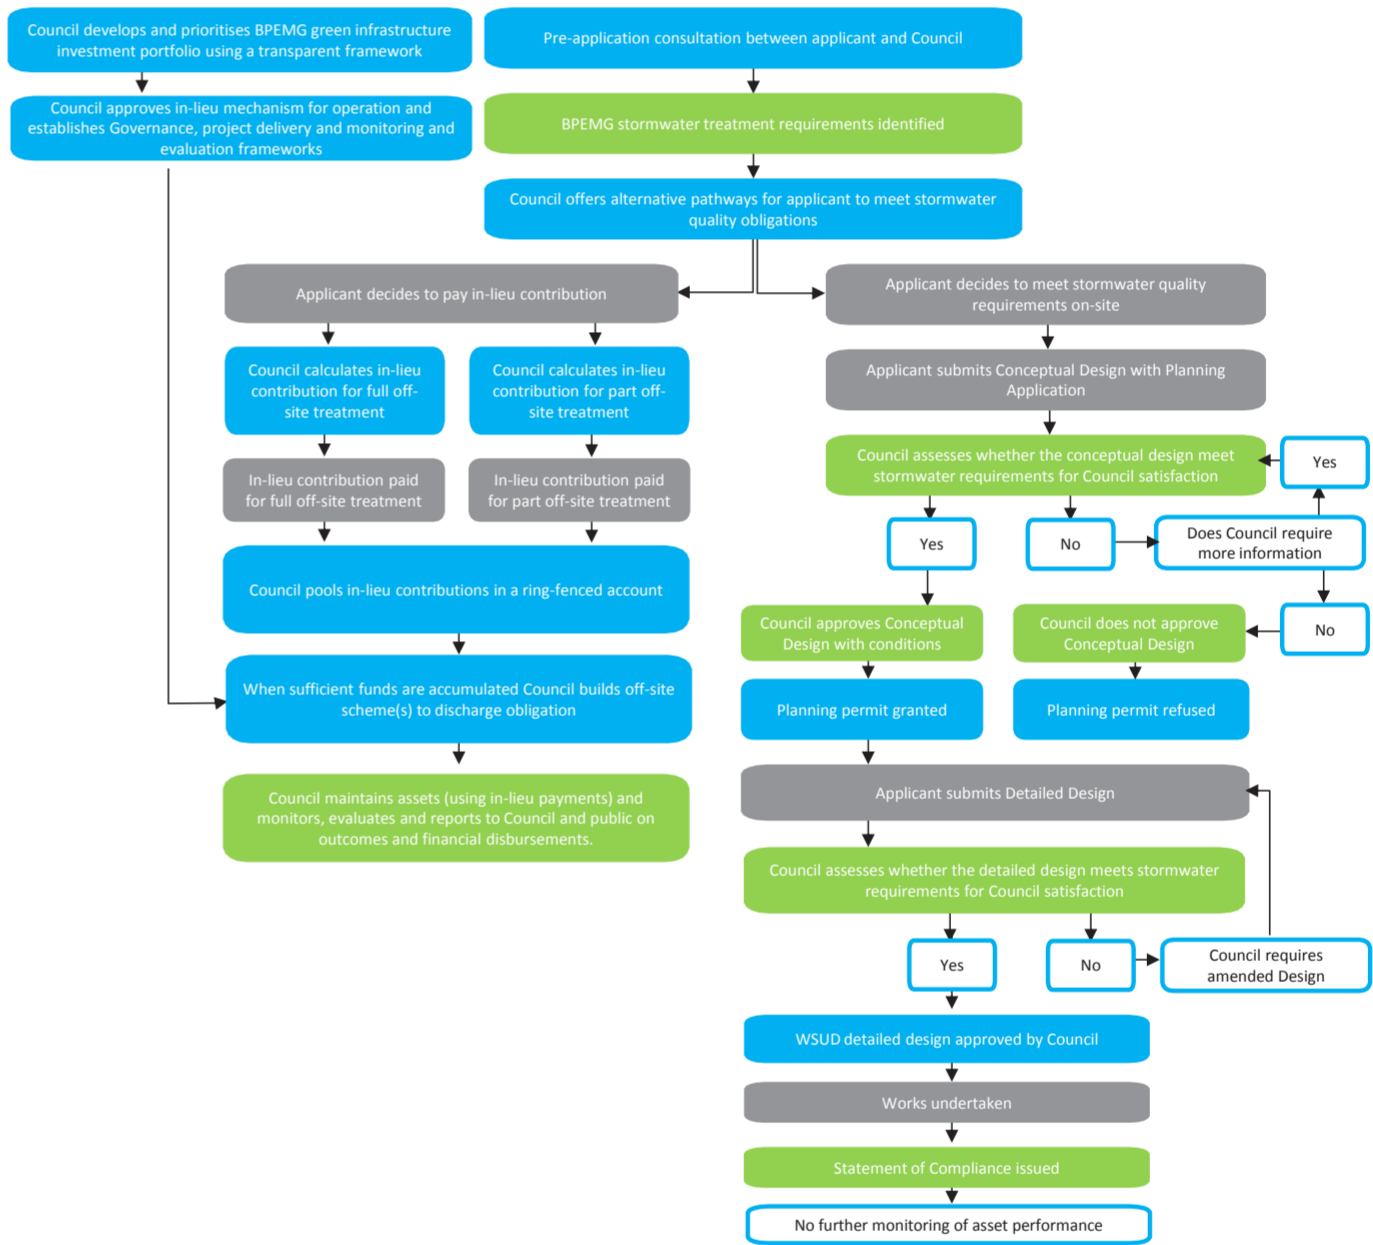 Council develops and prioritises BPEMG green infrastructure
investment portfolio using a transparent framework
Council approves in-lieu mechanism for operation and
establishes Governance, project delivery and monitoring and
evaluation frameworks
Pre-application consultation between applicant and Council
BPEMG stormwater treatment requirements identified
Council offers alternative pathways for applicant to meet stormwater
quality obligations
Applicant decides to pay in-lieu contribution
Council calculates in-lieu
contribution for full off-
site treatment
Council calculates in-lieu
contribution for part off-
site treatment
In-lieu contribution paid
for full off-site treatment
In-lieu contribution paid
for part off-site treatment
Council pools in-lieu contributions in a ring-fenced account
When sufficient funds are accumulated Council builds off-site
scheme(s) to discharge obligation
Council maintains assets (using in-lieu payments) and
monitors, evaluates and reports to Council and public on
outcomes and financial disbursements.
Applicant decides to meet stormwater quality
requirements on-site
Applicant submits Conceptual Design with Planning
Application
Council assesses whether the conceptual design meet
stormwater requirements for Council satisfaction
Yes
Yes
No
Does Council require
more information
No
Council approves Conceptual
Design with conditions
Council does not approve
Conceptual Design
Planning permit granted
Planning permit refused
Applicant submits Detailed Design
Council assesses whether the detailed design meets stormwater
requirements for Council satisfaction
Yes
No
Council requires
amended Design
WSUD detailed design approved by Council
Works undertaken
Statement of Compliance issued
No further monitoring of asset performance